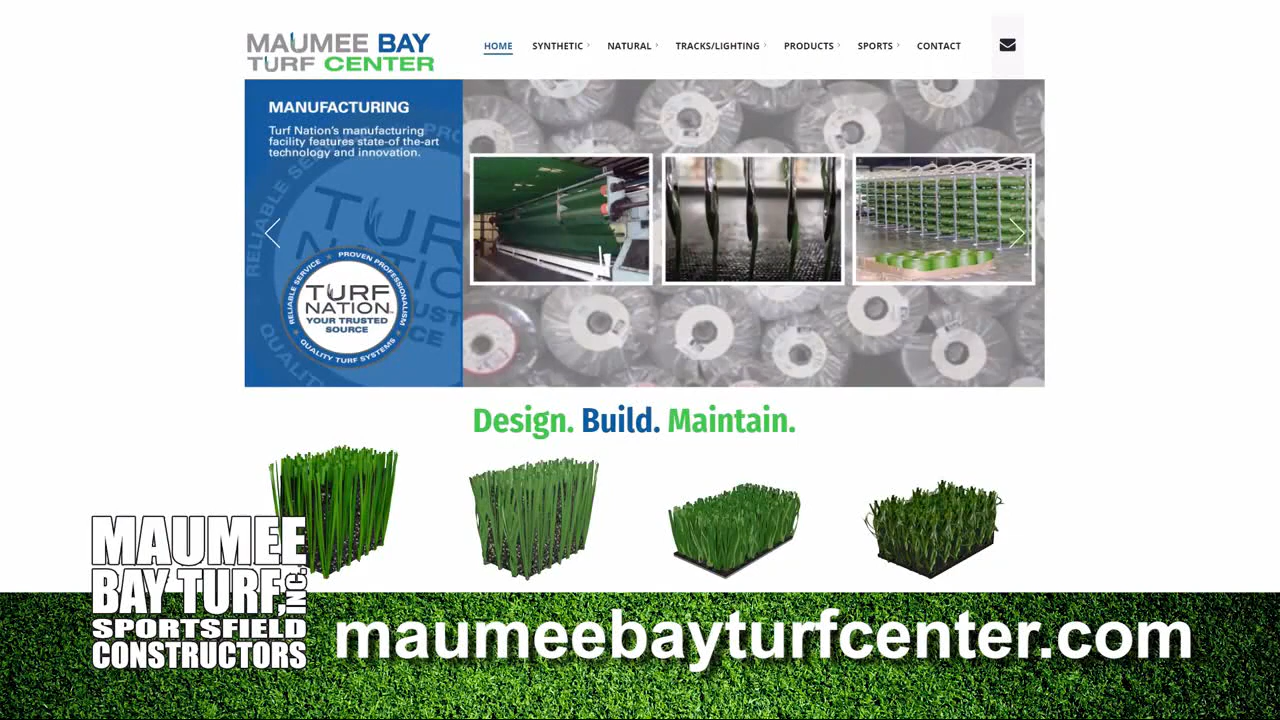 MAUMEE BAY
TURF CENTER
HOME SYNTHETIC NATURAL TRACKS/LIGHTING PRODUCTS SPORTS CONTACT
MANUFACTURING
Turf Nation's manufacturing
facility features state-of the-art
technology and innovation.
RELIABLE SERVICE ★ PROVEN PROFESSIONALISM ★ QUALITY TURF SYSTEMS ★
TURF
NATION
YOUR TRUSTED
SOURCE
Design. Build. Maintain.
MAUMEE
BAY TURF, INC.
SPORTSFIELD
CONSTRUCTORS
maumeebayturfcenter.com